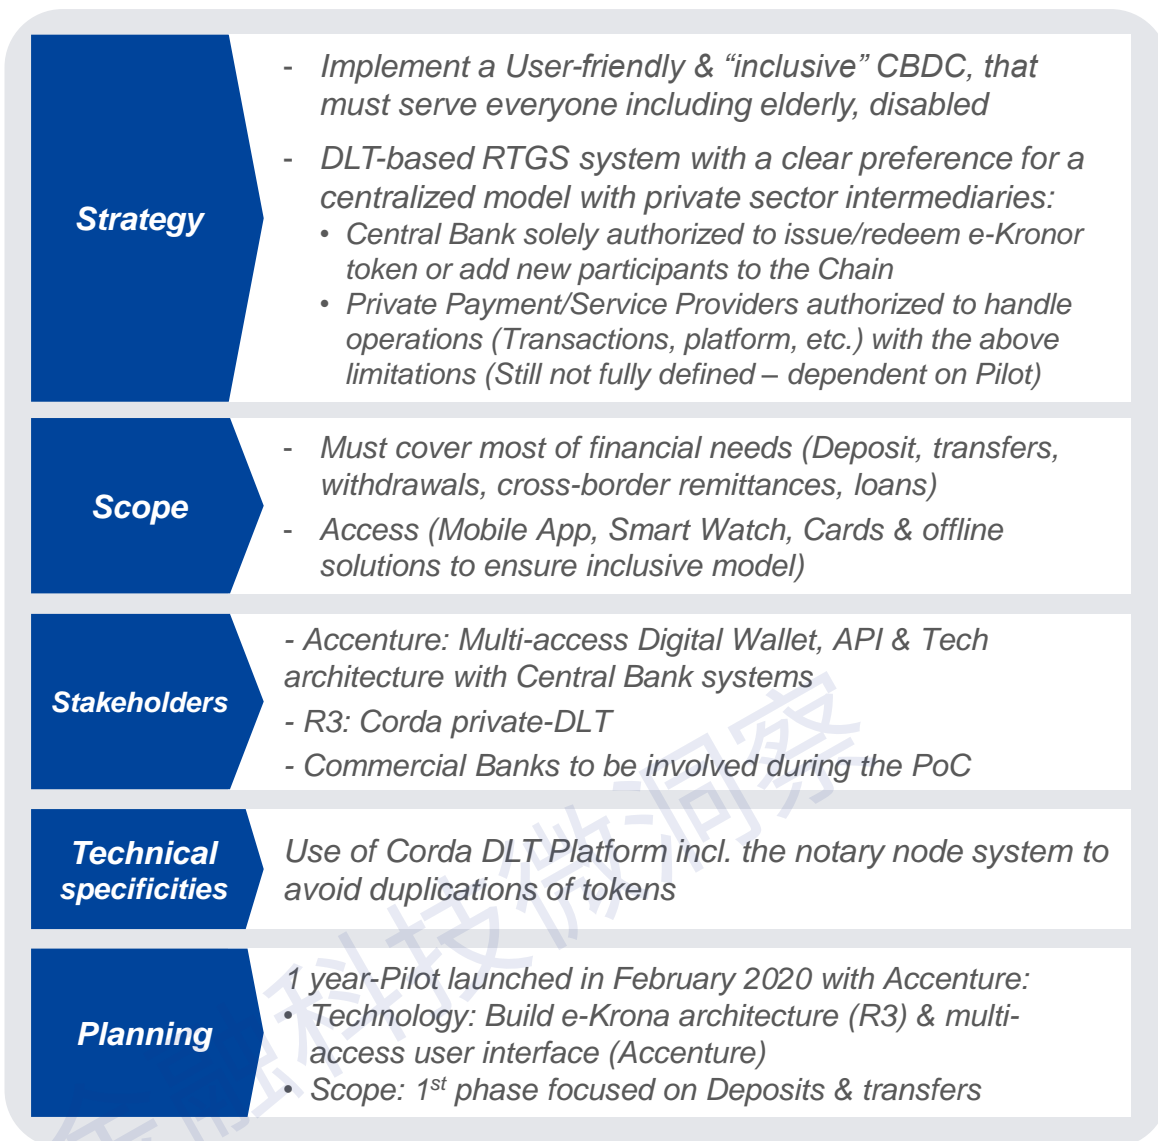 Strategy
- Implement a User-friendly & “inclusive” CBDC, that
must serve everyone including elderly, disabled
- DLT-based RTGS system with a clear preference for a
centralized model with private sector intermediaries:
• Central Bank solely authorized to issue/redeem e-Kronor
token or add new participants to the Chain
• Private Payment/Service Providers authorized to handle
operations (Transactions, platform, etc.) with the above
limitations (Still not fully defined – dependent on Pilot)
Scope
- Must cover most of financial needs (Deposit, transfers,
withdrawals, cross-border remittances, loans)
- Access (Mobile App, Smart Watch, Cards & offline
solutions to ensure inclusive model)
Stakeholders
- Accenture: Multi-access Digital Wallet, API & Tech
architecture with Central Bank systems
- R3: Corda private-DLT
- Commercial Banks to be involved during the PoC
Technical
specificities
Use of Corda DLT Platform incl. the notary node system to
avoid duplications of tokens
Planning
1 year-Pilot launched in February 2020 with Accenture:
• Technology: Build e-Krona architecture (R3) & multi-
access user interface (Accenture)
• Scope: 1st phase focused on Deposits & transfers
金融科技微洞察